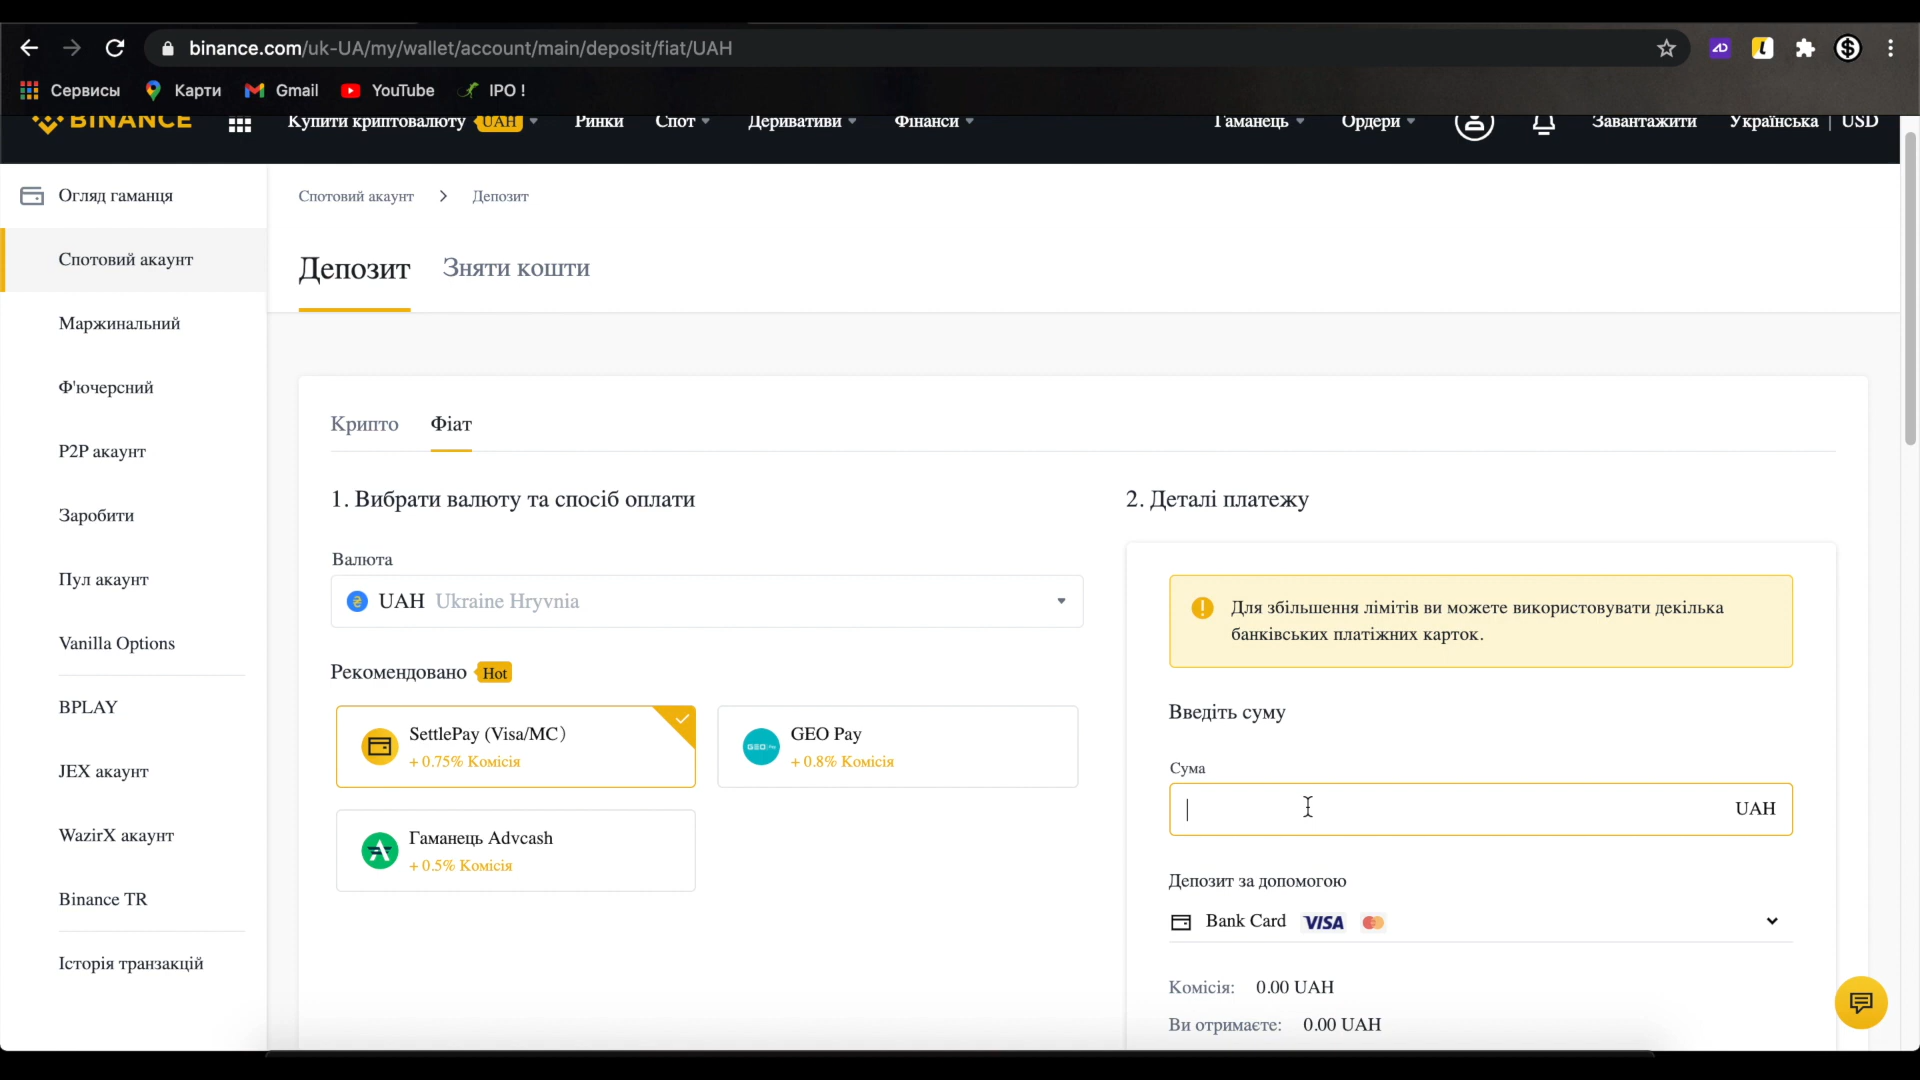 binance.com/uk-UA/my/wallet/account/main/deposit/fiat/UAH
Сервисы Карти Gmail YouTube IPO !
BINANCE Купити криптовалюту UAH Ринки Спот Деривативи Фінанси Гаманець Ордери Завантажити Українська | USD
Огляд гаманця
Спотовий акаунт
Маржинальний
Ф'ючерсний
P2P акаунт
Заробити
Пул акаунт
Vanilla Options
BPLAY
JEX акаунт
WazirX акаунт
Binance TR
Історія транзакцій
Спотовий акаунт > Депозит
Депозит Зняти кошти
Крипто Фіат
1. Вибрати валюту та спосіб оплати
Валюта
UAH Ukraine Hryvnia
Рекомендовано Hot
SettlePay (Visa/MC）
+ 0.75% Комісія
GEO Pay
+ 0.8% Комісія
Гаманець Advcash
+ 0.5% Комісія
2. Деталі платежу
Для збільшення лімітів ви можете використовувати декілька
банківських платіжних карток.
Введіть суму
Сума
UAH
Депозит за допомогою
Bank Card VISA
Комісія: 0.00 UAH
Ви отримаєте: 0.00 UAH